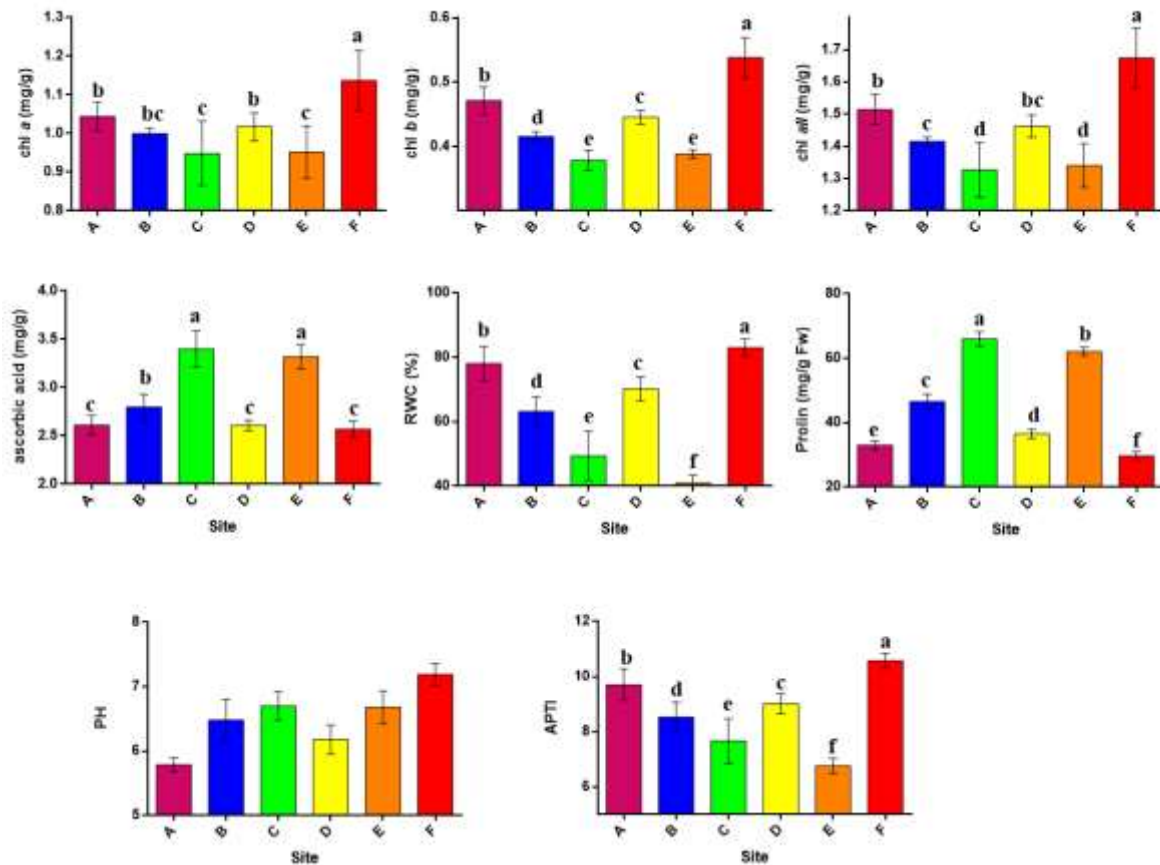 chl a (mg/g)
1.3
1.2
1.1
1.0
0.9
0.8
b
bc
c
b
c
a
A
B
C
D
E
F
chl b (mg/g)
0.6
0.5
0.4
b
d
e
c
e
a
A
B
C
D
E
F
chl all (mg/g)
1.7
1.6
1.5
1.4
1.3
1.2
b
c
d
bc
d
a
A
B
C
D
E
F
ascorbic acid (mg/g)
4.0
3.5
3.0
2.5
2.0
c
b
a
c
a
c
A
B
C
D
E
F
Site
RWC (%)
100
80
60
40
b
d
e
c
f
a
A
B
C
D
E
F
Site
Prolin (mg/g Fw)
80
60
40
20
e
c
a
d
b
f
A
B
C
D
E
F
Site
PH
8
7
6
5
A
B
C
D
E
F
Site
APTI
12
10
8
6
b
d
e
c
f
a
A
B
C
D
E
F
Site